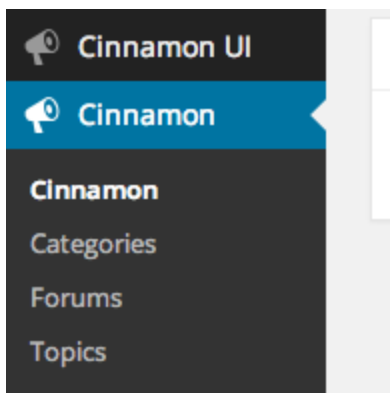 Cinnamon UI
Cinnamon
Cinnamon
Categories
Forums
Topics